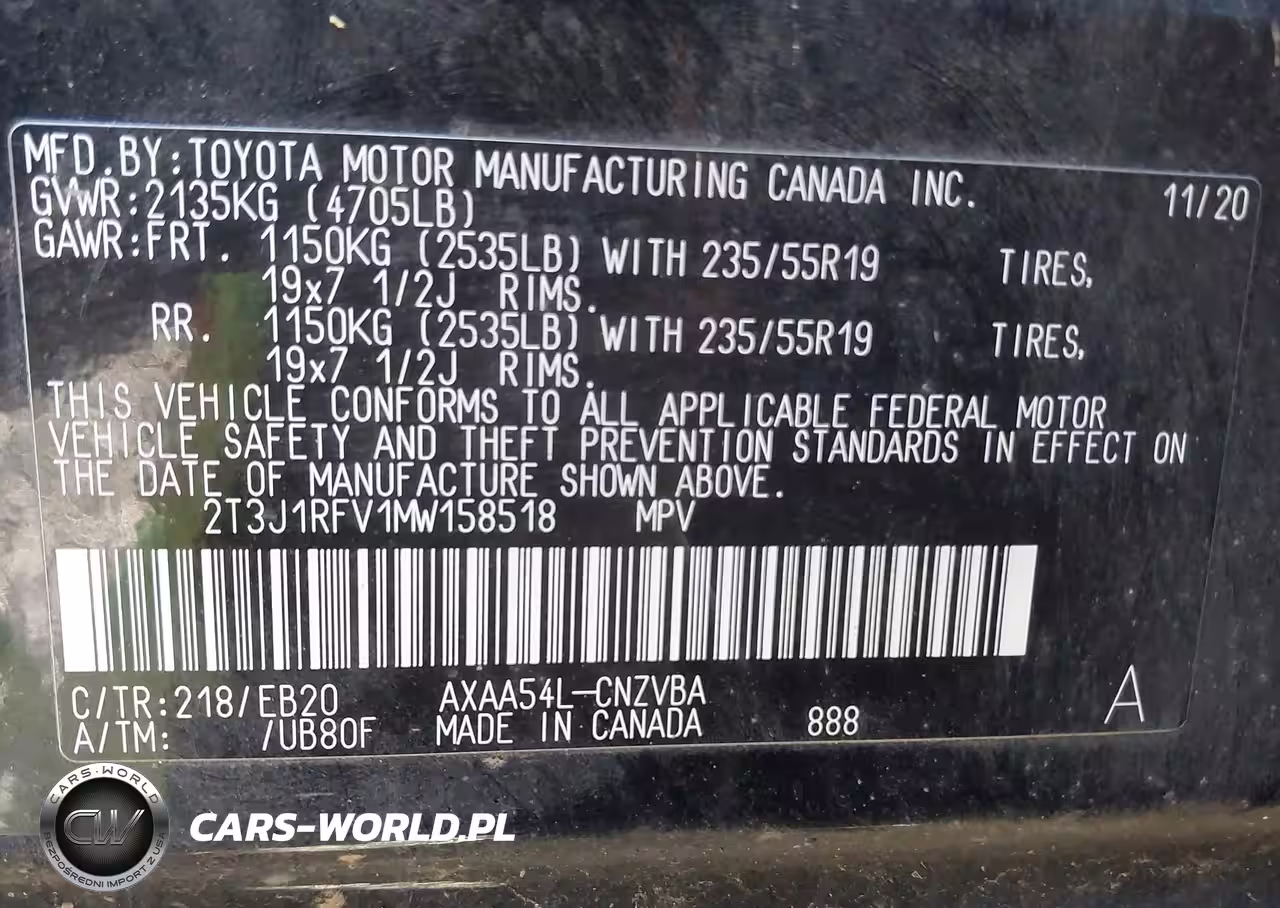 MFD.BY:TOYOTA MOTOR MANUFACTURING CANADA INC. 11/20
GVWR:2135KG (4705LB)
GAWR:FRT. 1150KG (2535LB) WITH 235/55R19 TIRES,
19x7 1/2J RIMS.
RR. 1150KG (2535LB) WITH 235/55R19 TIRES,
19x7 1/2J RIMS.
THIS VEHICLE CONFORMS TO ALL APPLICABLE FEDERAL MOTOR
VEHICLE SAFETY AND THEFT PREVENTION STANDARDS IN EFFECT ON
THE DATE OF MANUFACTURE SHOWN ABOVE.
2T3J1RFV1MW158518 MPV
C/TR:218/EB20 AXAA54L-CNZVBA A
A/TM: /UB80F MADE IN CANADA 888
CARS-WORLD
CW
BEZPOŚREDNI IMPORT Z USA
CARS-WORLD.PL